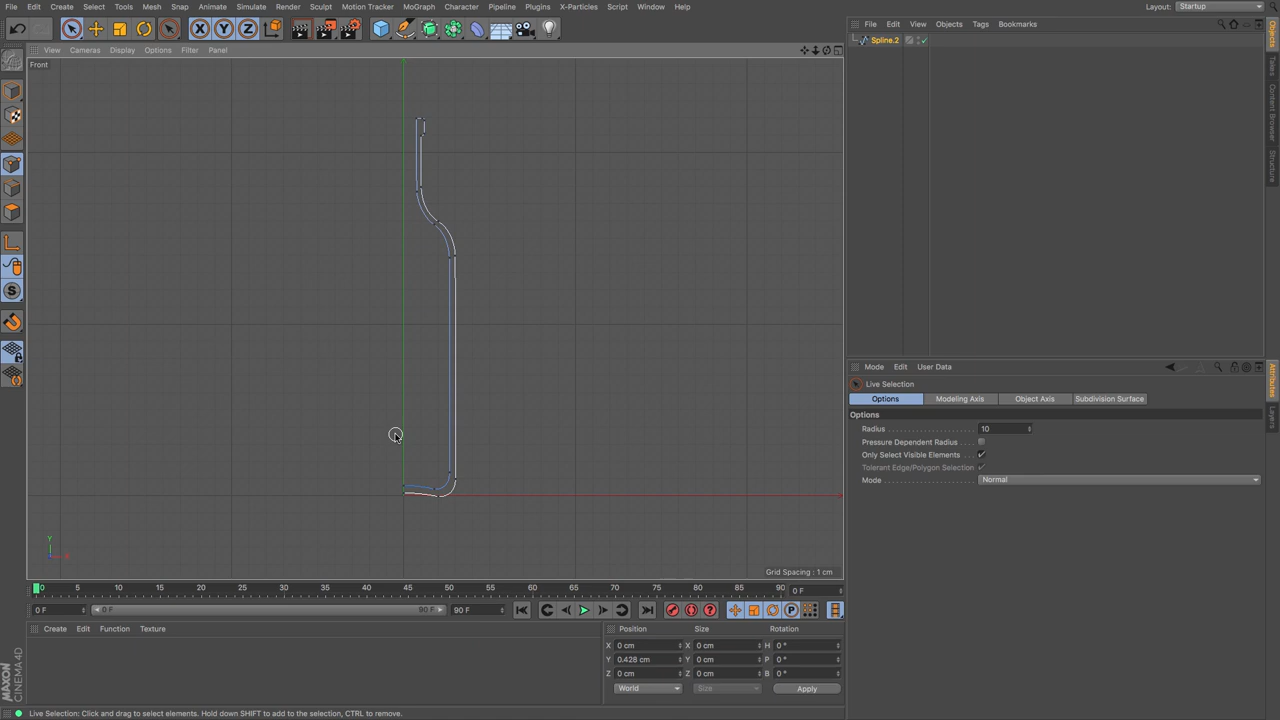 File Edit Create Select Tools Mesh Snap Animate Simulate Render Sculpt Motion Tracker MoGraph Character Pipeline Plugins X-Particles Script Window Help Layout: Startup
File Edit View Objects Tags Bookmarks
Spline.2
View Cameras Display Options Filter Panel
Front
X Y Z
S
Objects
Takes
Content Browser
Structure
Mode Edit User Data
Live Selection
Options Modeling Axis Object Axis Subdivision Surface
Options
Radius 10
Pressure Dependent Radius
Only Select Visible Elements
Tolerant Edge/Polygon Selection
Mode Normal
Attributes
Layers
Y
X
Grid Spacing : 1 cm
0 5 10 15 20 25 30 35 40 45 50 55 60 65 70 75 80 85 90 0 F
0 F 0 F 90 F 90 F
P
Create Edit Function Texture
Position Size Rotation
X 0 cm X 0 cm H 0 °
Y 0.428 cm Y 0 cm P 0 °
Z 0 cm Z 0 cm B 0 °
World Size Apply
MAXON
CINEMA 4D
Live Selection: Click and drag to select elements. Hold down SHIFT to add to the selection, CTRL to remove.